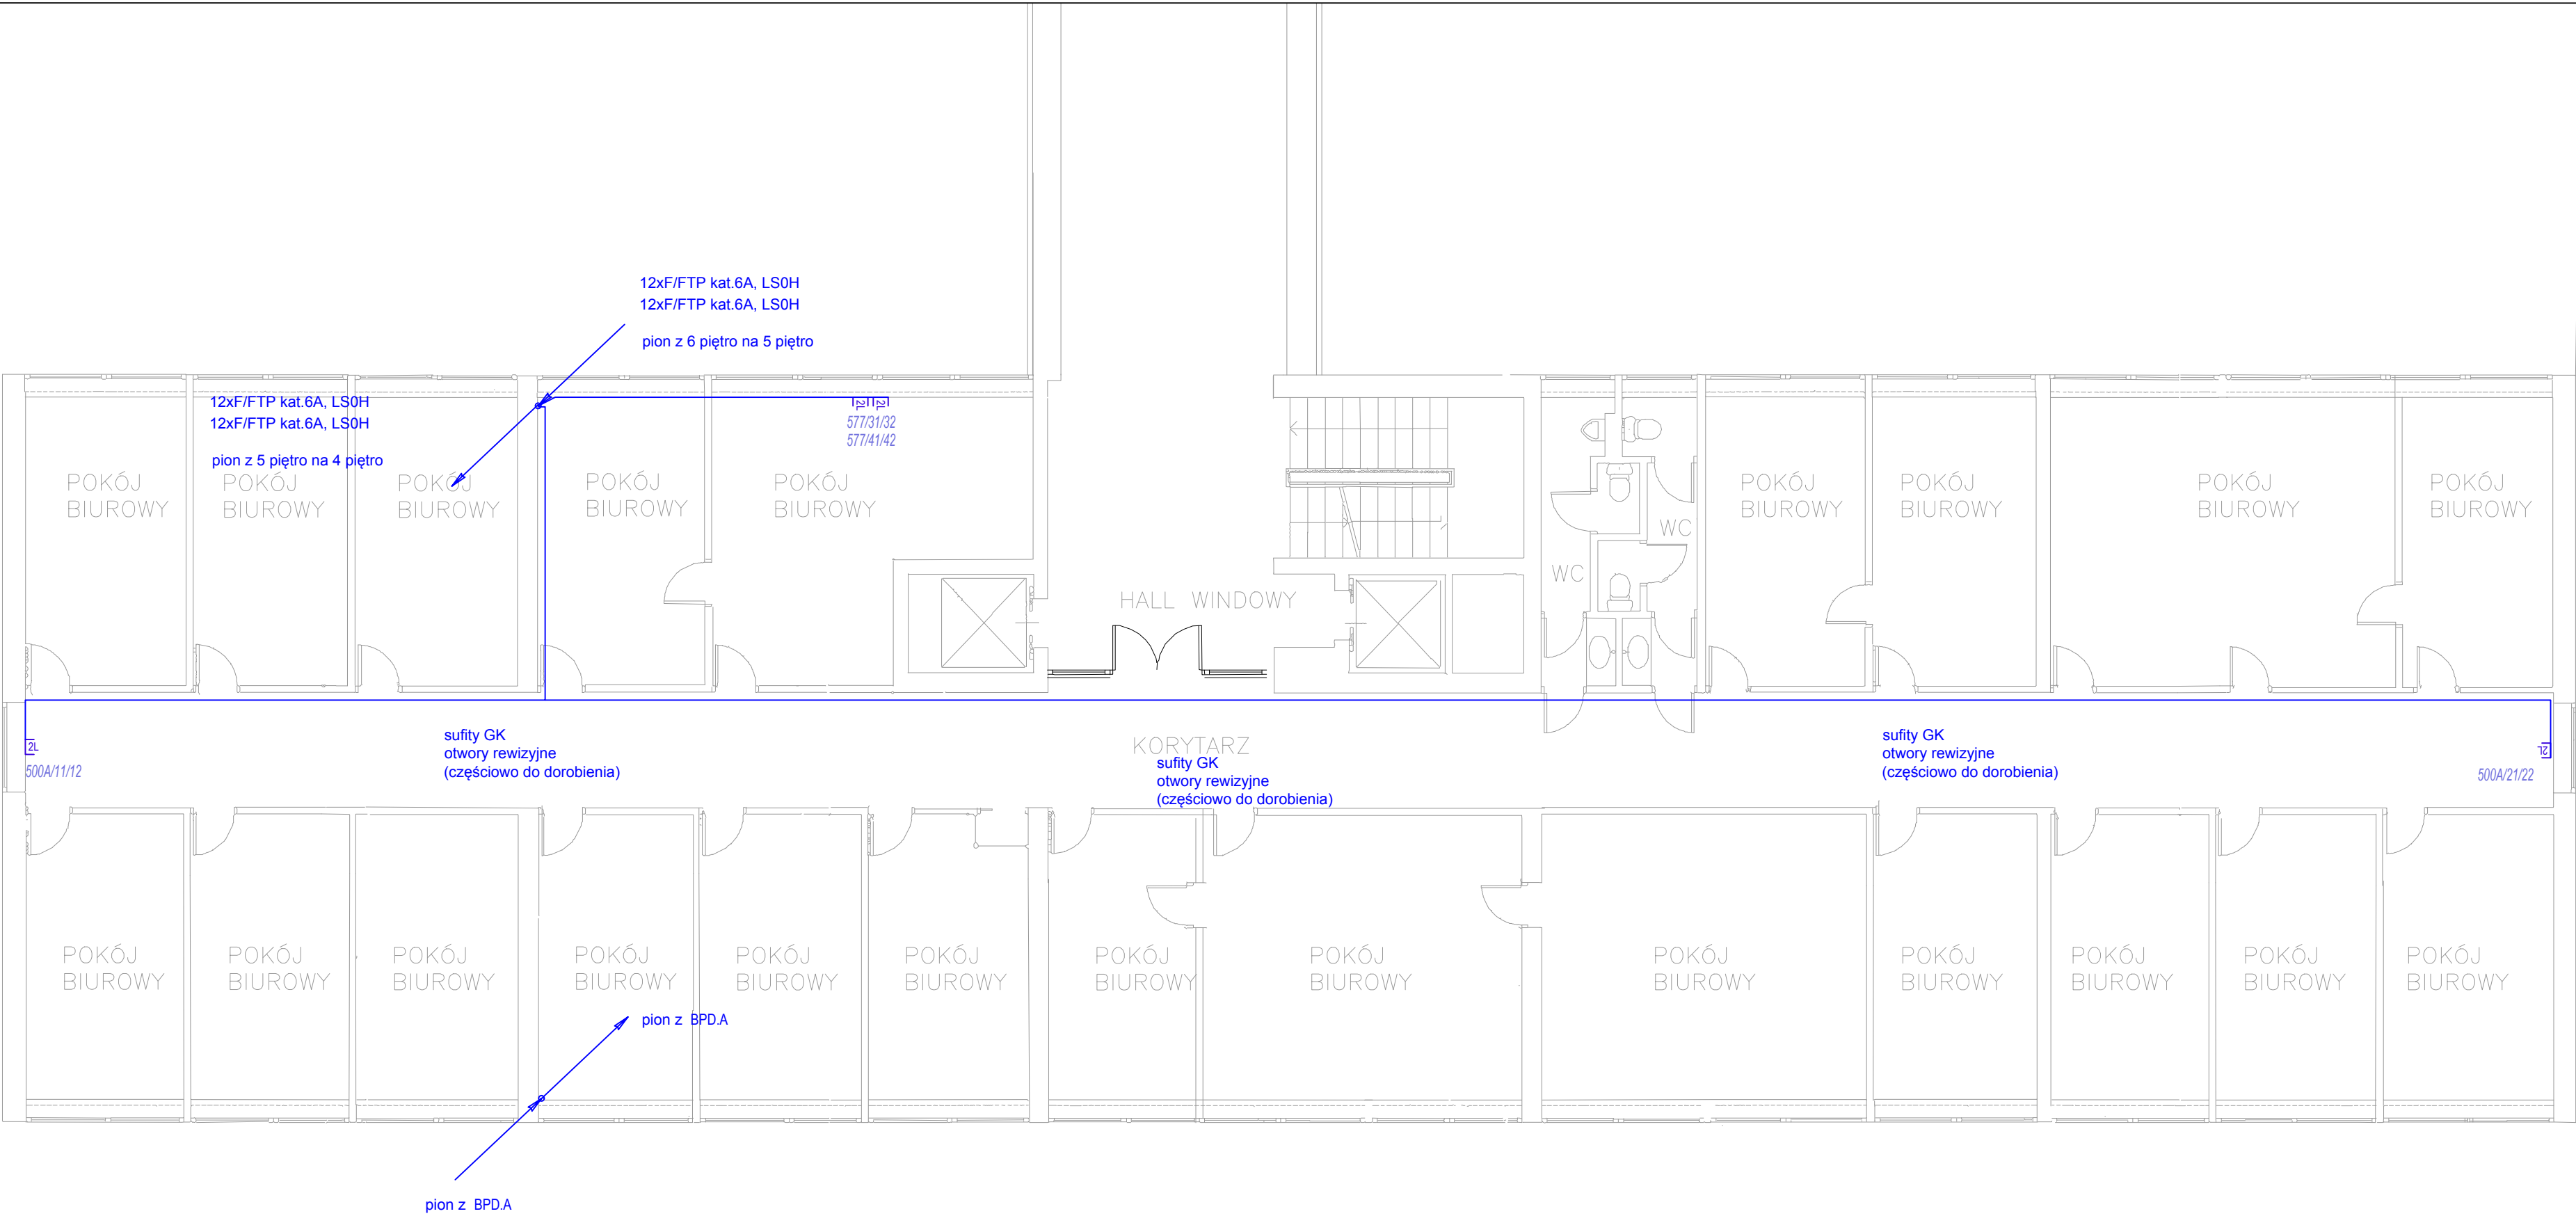 12xF/FTP kat.6A, LS0H
12xF/FTP kat.6A, LS0H
pion z 6 piętro na 5 piętro
12xF/FTP kat.6A, LS0H
12xF/FTP kat.6A, LS0H
pion z 5 piętro na 4 piętro
2L
2L
577/31/32
577/41/42
POKÓJ
BIUROWY
POKÓJ
BIUROWY
POKÓJ
BIUROWY
POKÓJ
BIUROWY
POKÓJ
BIUROWY
WC
WC
POKÓJ
BIUROWY
POKÓJ
BIUROWY
POKÓJ
BIUROWY
POKÓJ
BIUROWY
HALL WINDOWY
2L
500A/11/12
sufity GK
otwory rewizyjne
(częściowo do dorobienia)
KORYTARZ
sufity GK
otwory rewizyjne
(częściowo do dorobienia)
sufity GK
otwory rewizyjne
(częściowo do dorobienia)
2L
500A/21/22
POKÓJ
BIUROWY
POKÓJ
BIUROWY
POKÓJ
BIUROWY
POKÓJ
BIUROWY
POKÓJ
BIUROWY
POKÓJ
BIUROWY
POKÓJ
BIUROWY
POKÓJ
BIUROWY
POKÓJ
BIUROWY
POKÓJ
BIUROWY
POKÓJ
BIUROWY
POKÓJ
BIUROWY
POKÓJ
BIUROWY
pion z BPD.A
pion z BPD.A